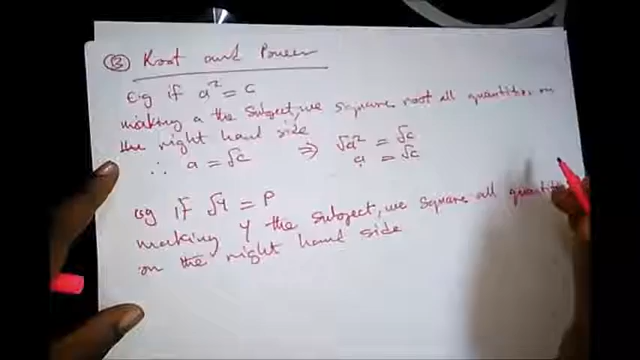 (B) Root and Power
Eg if a² = c
making a the subject, we square root all quantities on
the right hand side
∴ a = √c ⇒ √a² = √c
a = √c
eg if √y = P
making y the subject, we square all quantities
on the right hand side